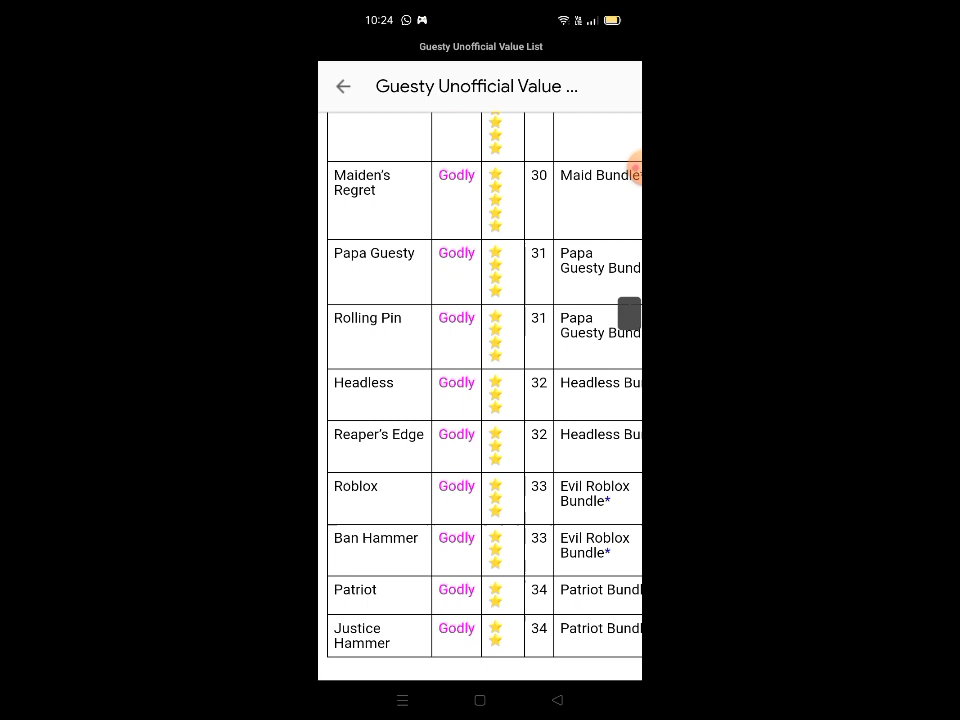 10:24
Guesty Unofficial Value List
Guesty Unofficial Value ...
Maiden's Godly 30 Maid Bundle
Regret
Papa Guesty Godly 31 Papa
Guesty Bund
Rolling Pin Godly 31 Papa
Guesty Bund
Headless Godly 32 Headless Bu
Reaper's Edge Godly 32 Headless Bu
Roblox Godly 33 Evil Roblox
Bundle*
Ban Hammer Godly 33 Evil Roblox
Bundle*
Patriot Godly 34 Patriot Bundl
Justice Godly 34 Patriot Bundl
Hammer